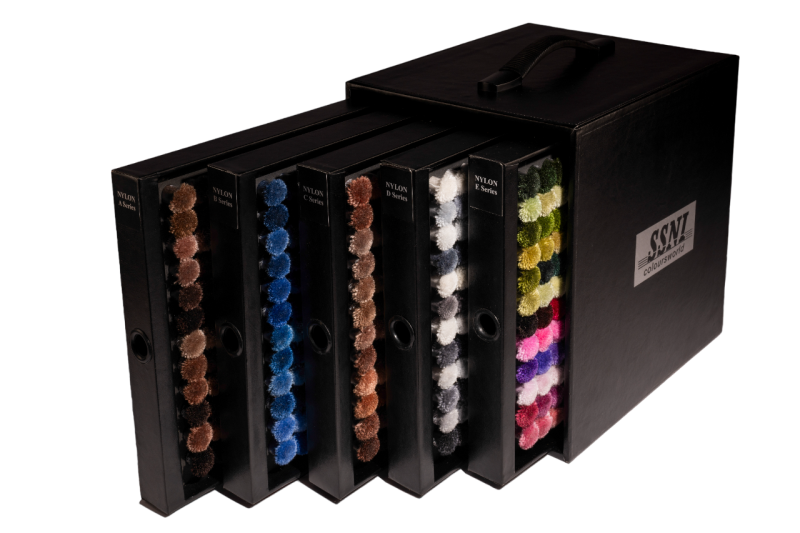 NYLON
A Series
NYLON
B Series
NYLON
C Series
NYLON
D Series
NYLON
E Series
SSNI
coloursworld